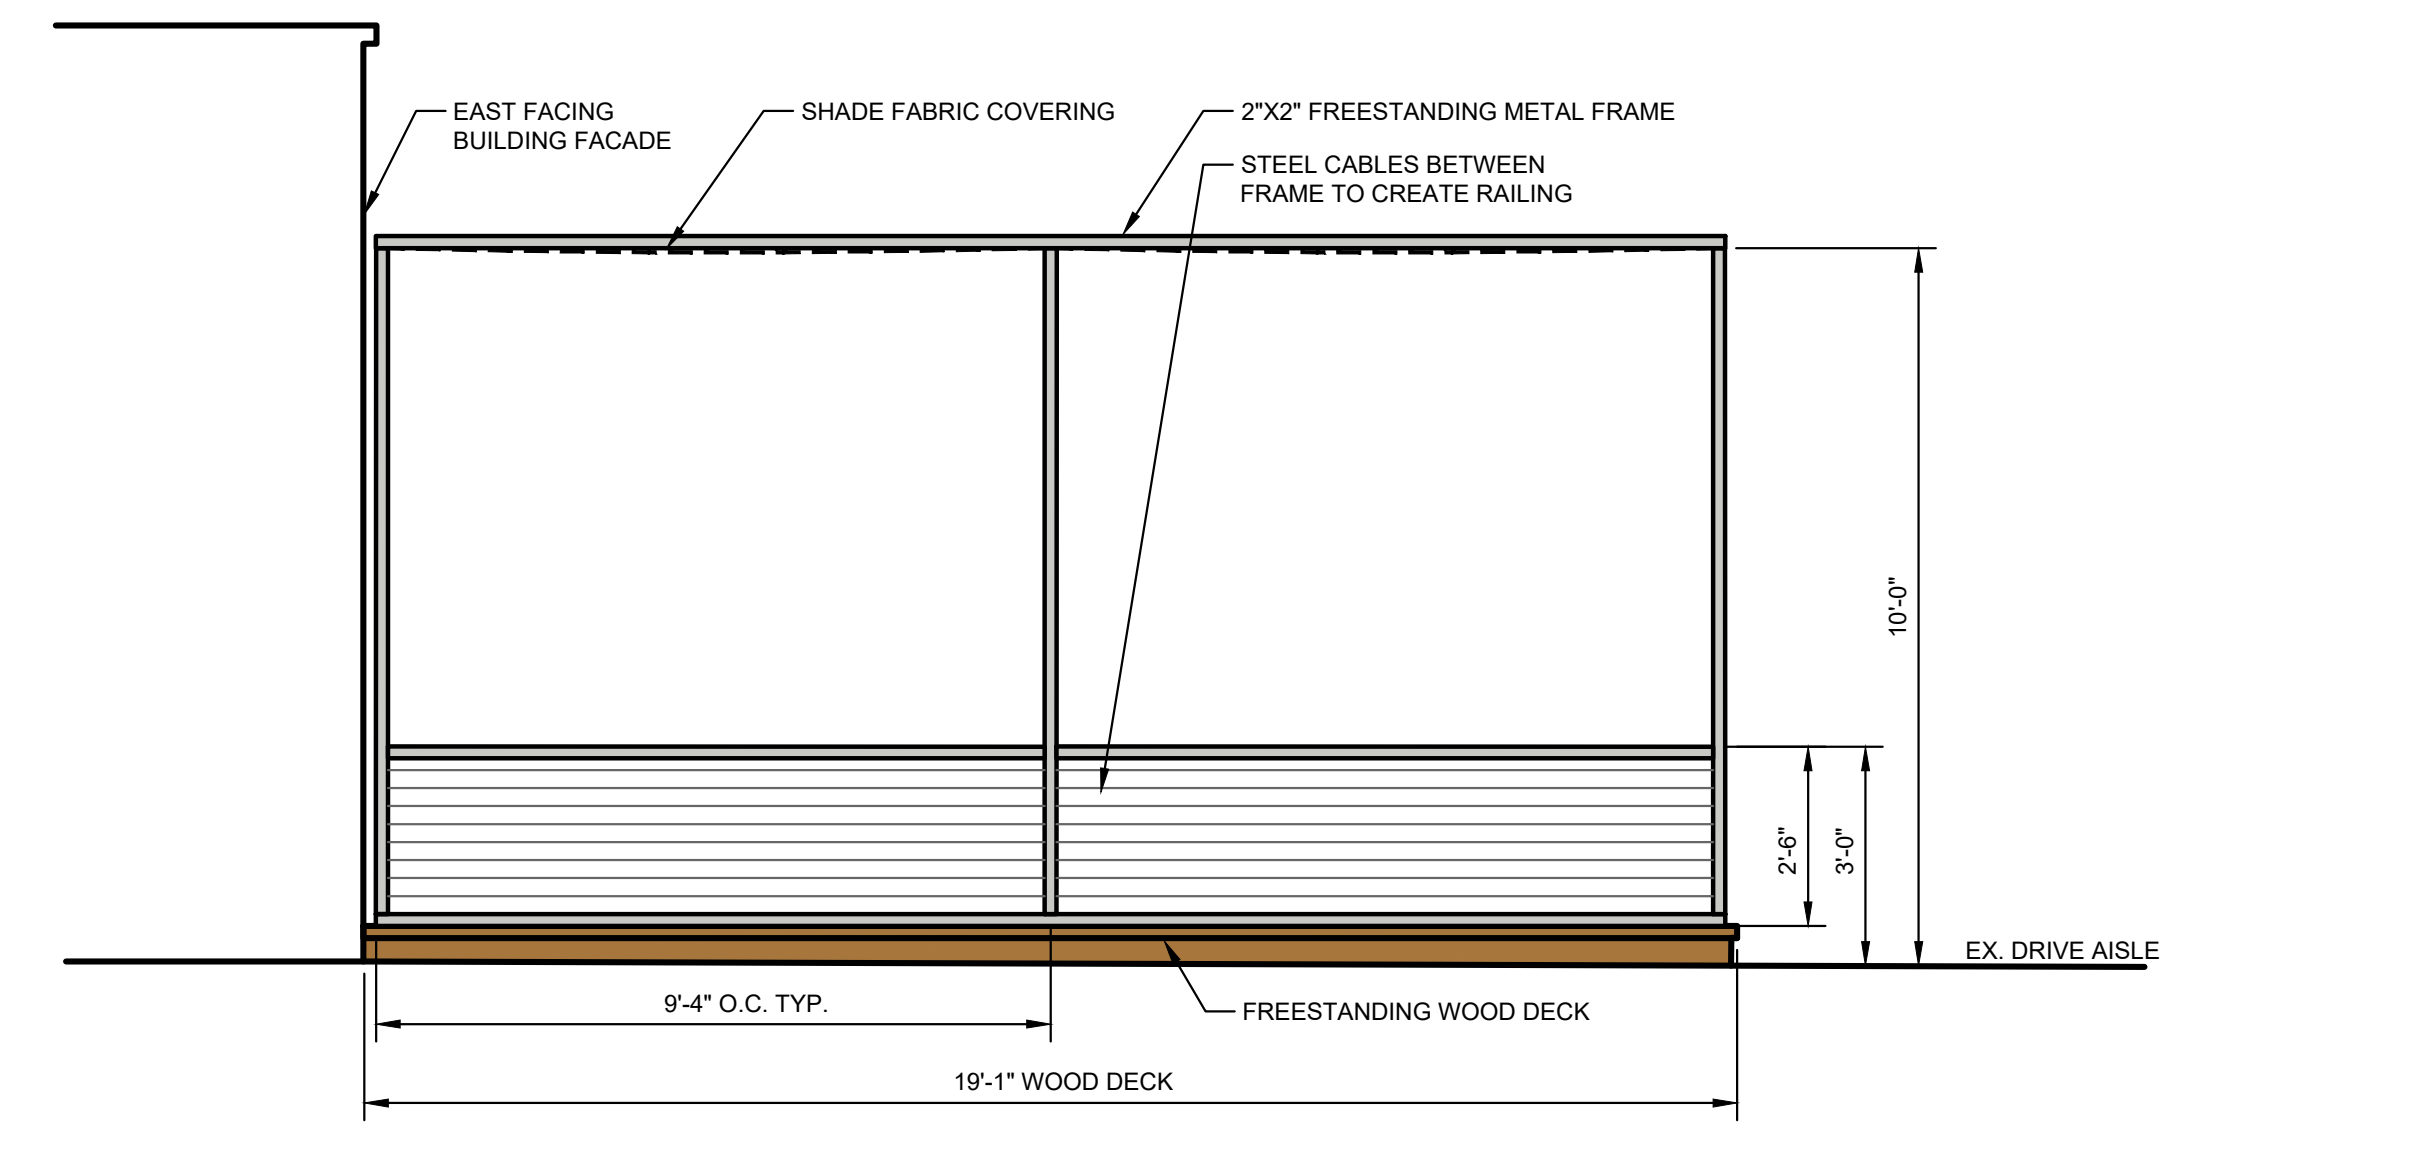 EAST FACING
BUILDING FACADE
SHADE FABRIC COVERING
2"X2" FREESTANDING METAL FRAME
STEEL CABLES BETWEEN
FRAME TO CREATE RAILING
10'-0"
2'-6"
3'-0"
EX. DRIVE AISLE
9'-4" O.C. TYP.
FREESTANDING WOOD DECK
19'-1" WOOD DECK